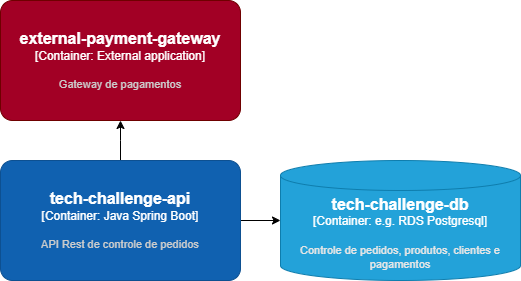 external-payment-gateway
[Container: External application]
Gateway de pagamentos
tech-challenge-api
[Container: Java Spring Boot]
API Rest de controle de pedidos
tech-challenge-db
[Container: e.g. RDS Postgresql]
Controle de pedidos, produtos, clientes e
pagamentos